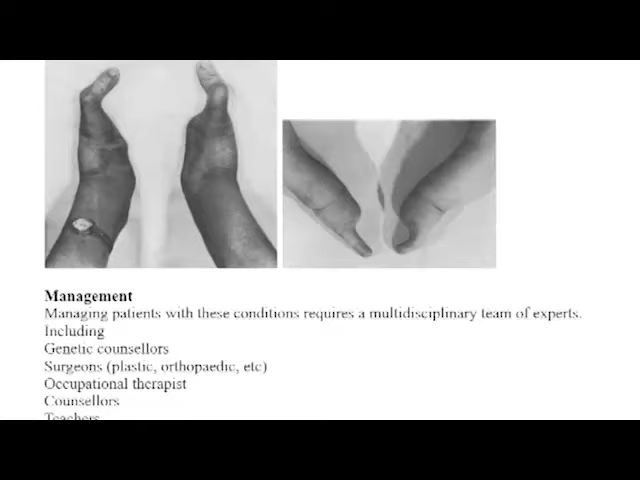 Management
Managing patients with these conditions requires a multidisciplinary team of experts.
Including
Genetic counsellors
Surgeons (plastic, orthopaedic, etc)
Occupational therapist
Counsellors
Teachers